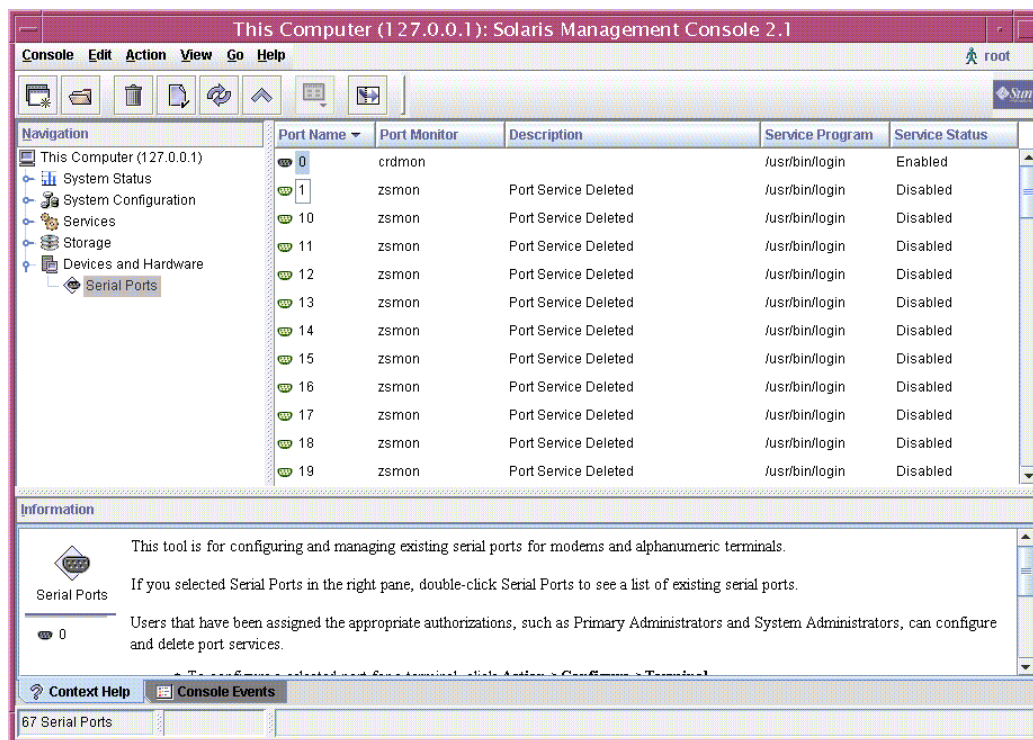 This Computer (127.0.0.1): Solaris Management Console 2.1
Console Edit Action View Go Help root
Sun
Navigation
This Computer (127.0.0.1)
System Status
System Configuration
Services
Storage
Devices and Hardware
Serial Ports
Port Name Port Monitor Description Service Program Service Status
0 crdmon /usr/bin/login Enabled
1 zsmon Port Service Deleted /usr/bin/login Disabled
10 zsmon Port Service Deleted /usr/bin/login Disabled
11 zsmon Port Service Deleted /usr/bin/login Disabled
12 zsmon Port Service Deleted /usr/bin/login Disabled
13 zsmon Port Service Deleted /usr/bin/login Disabled
14 zsmon Port Service Deleted /usr/bin/login Disabled
15 zsmon Port Service Deleted /usr/bin/login Disabled
16 zsmon Port Service Deleted /usr/bin/login Disabled
17 zsmon Port Service Deleted /usr/bin/login Disabled
18 zsmon Port Service Deleted /usr/bin/login Disabled
19 zsmon Port Service Deleted /usr/bin/login Disabled
Information
Serial Ports
0
This tool is for configuring and managing existing serial ports for modems and alphanumeric terminals.
If you selected Serial Ports in the right pane, double-click Serial Ports to see a list of existing serial ports.
Users that have been assigned the appropriate authorizations, such as Primary Administrators and System Administrators, can configure
and delete port services.
To configure a selected port for a terminal, click Action > Configure > Terminal
Context Help Console Events
67 Serial Ports